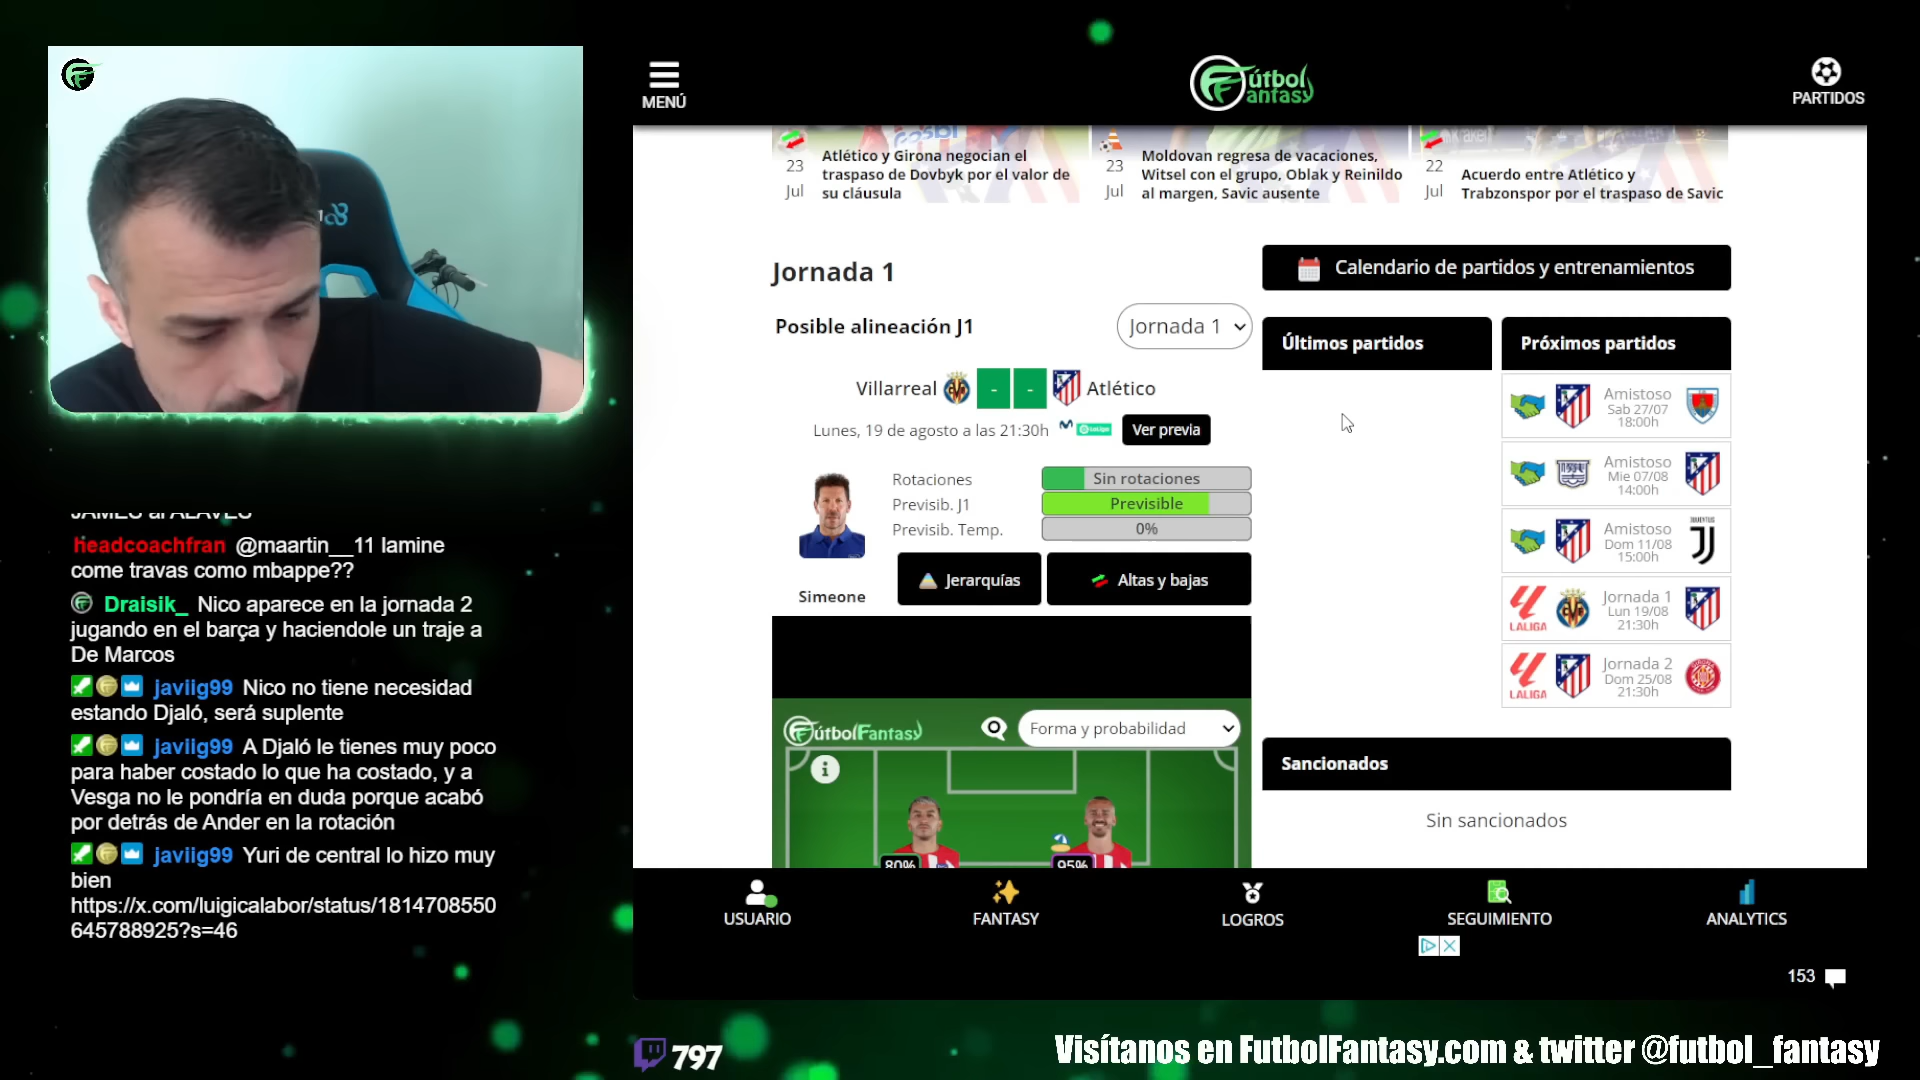 MENÚ
Fútbol Fantasy
PARTIDOS
23 Jul
Atlético y Girona negocian el
traspaso de Dovbyk por el valor de
su cláusula
23 Jul
Moldovan regresa de vacaciones,
Witsel con el grupo, Oblak y Reinildo
al margen, Savic ausente
22 Jul
Acuerdo entre Atlético y
Trabzonspor por el traspaso de Savic
Jornada 1
Calendario de partidos y entrenamientos
Posible alineación J1
Jornada 1
Últimos partidos
Próximos partidos
Villarreal - - Atlético
Lunes, 19 de agosto a las 21:30h
Ver previa
Amistoso
Sab 27/07
18:00h
Amistoso
Mie 07/08
14:00h
Rotaciones Sin rotaciones
Previsib. J1 Previsible
Previsib. Temp. 0%
Simeone
Jerarquías
Altas y bajas
Amistoso
Dom 11/08
15:00h
LALIGA
Jornada 1
Lun 19/08
21:30h
LALIGA
Jornada 2
Dom 25/08
21:30h
FútbolFantasy
Forma y probabilidad
Sancionados
Sin sancionados
80%
95%
USUARIO
FANTASY
LOGROS
SEGUIMIENTO
ANALYTICS
153
JAMES al ALAVES
headcoachfran @maartin__11 lamine
come travas como mbappe??
Draisik_ Nico aparece en la jornada 2
jugando en el barça y haciendole un traje a
De Marcos
javiig99 Nico no tiene necesidad
estando Djaló, será suplente
javiig99 A Djaló le tienes muy poco
para haber costado lo que ha costado, y a
Vesga no le pondría en duda porque acabó
por detrás de Ander en la rotación
javiig99 Yuri de central lo hizo muy
bien
https://x.com/luigicalabor/status/1814708550
645788925?s=46
797
Visítanos en FutbolFantasy.com & twitter @futbol_fantasy